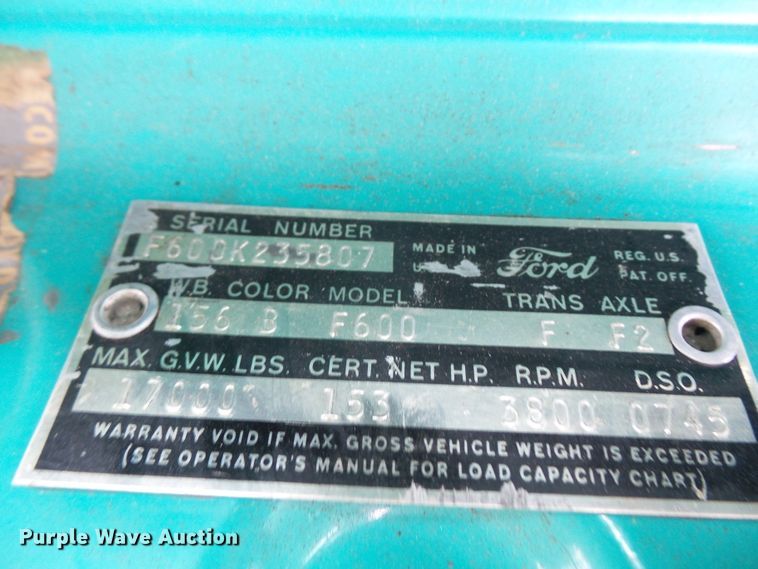 SERIAL NUMBER
F60DK235807
MADE IN
Ford
REG. U.S.
PAT. OFF.
W.B. COLOR MODEL TRANS AXLE
156 B F600 F F2
MAX. G.V.W. LBS. CERT. NET H.P. R.P.M. D.S.O.
17000 153 3800 0745
WARRANTY VOID IF MAX. GROSS VEHICLE WEIGHT IS EXCEEDED
(SEE OPERATOR'S MANUAL FOR LOAD CAPACITY CHART)
Purple Wave Auction